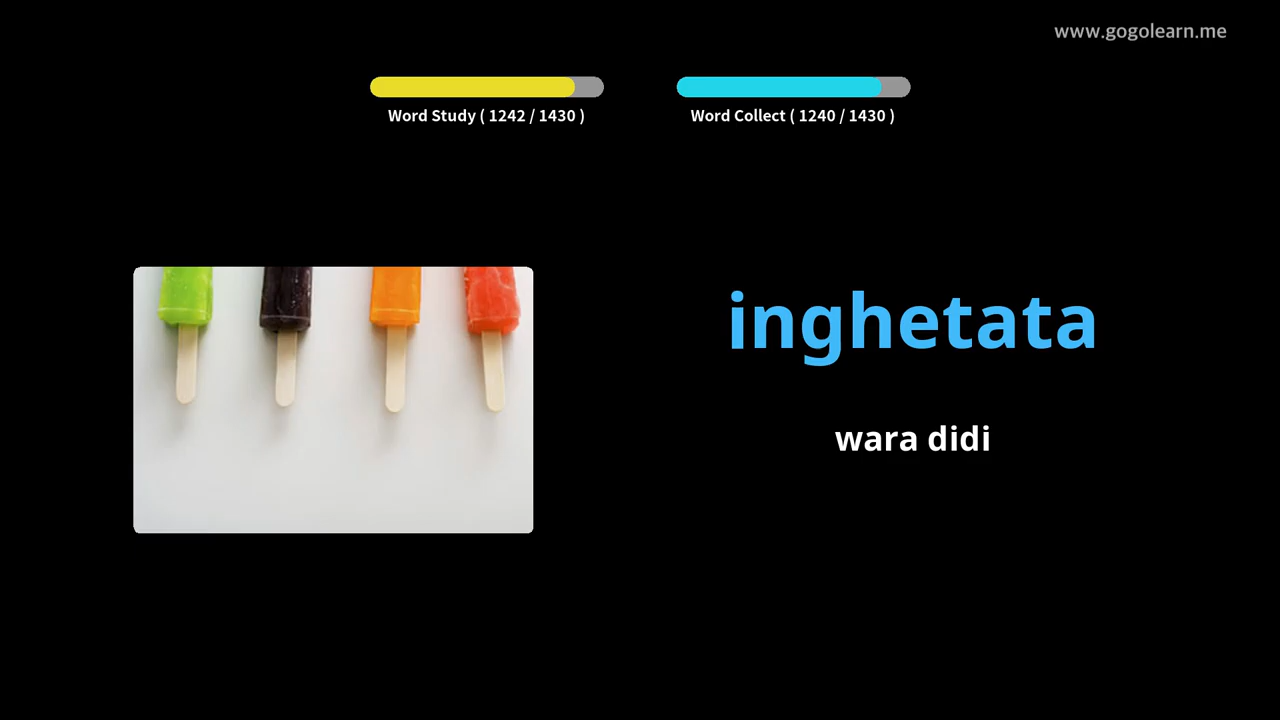 www.gogolearn.me
Word Study ( 1242 / 1430 )
Word Collect ( 1240 / 1430 )
inghetata
wara didi